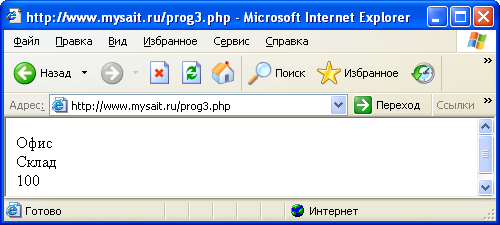 http://www.mysait.ru/prog3.php - Microsoft Internet Explorer
Файл Правка Вид Избранное Сервис Справка
Назад Поиск Избранное
Адрес: http://www.mysait.ru/prog3.php Переход Ссылки
Офис
Склад
100
Готово Интернет